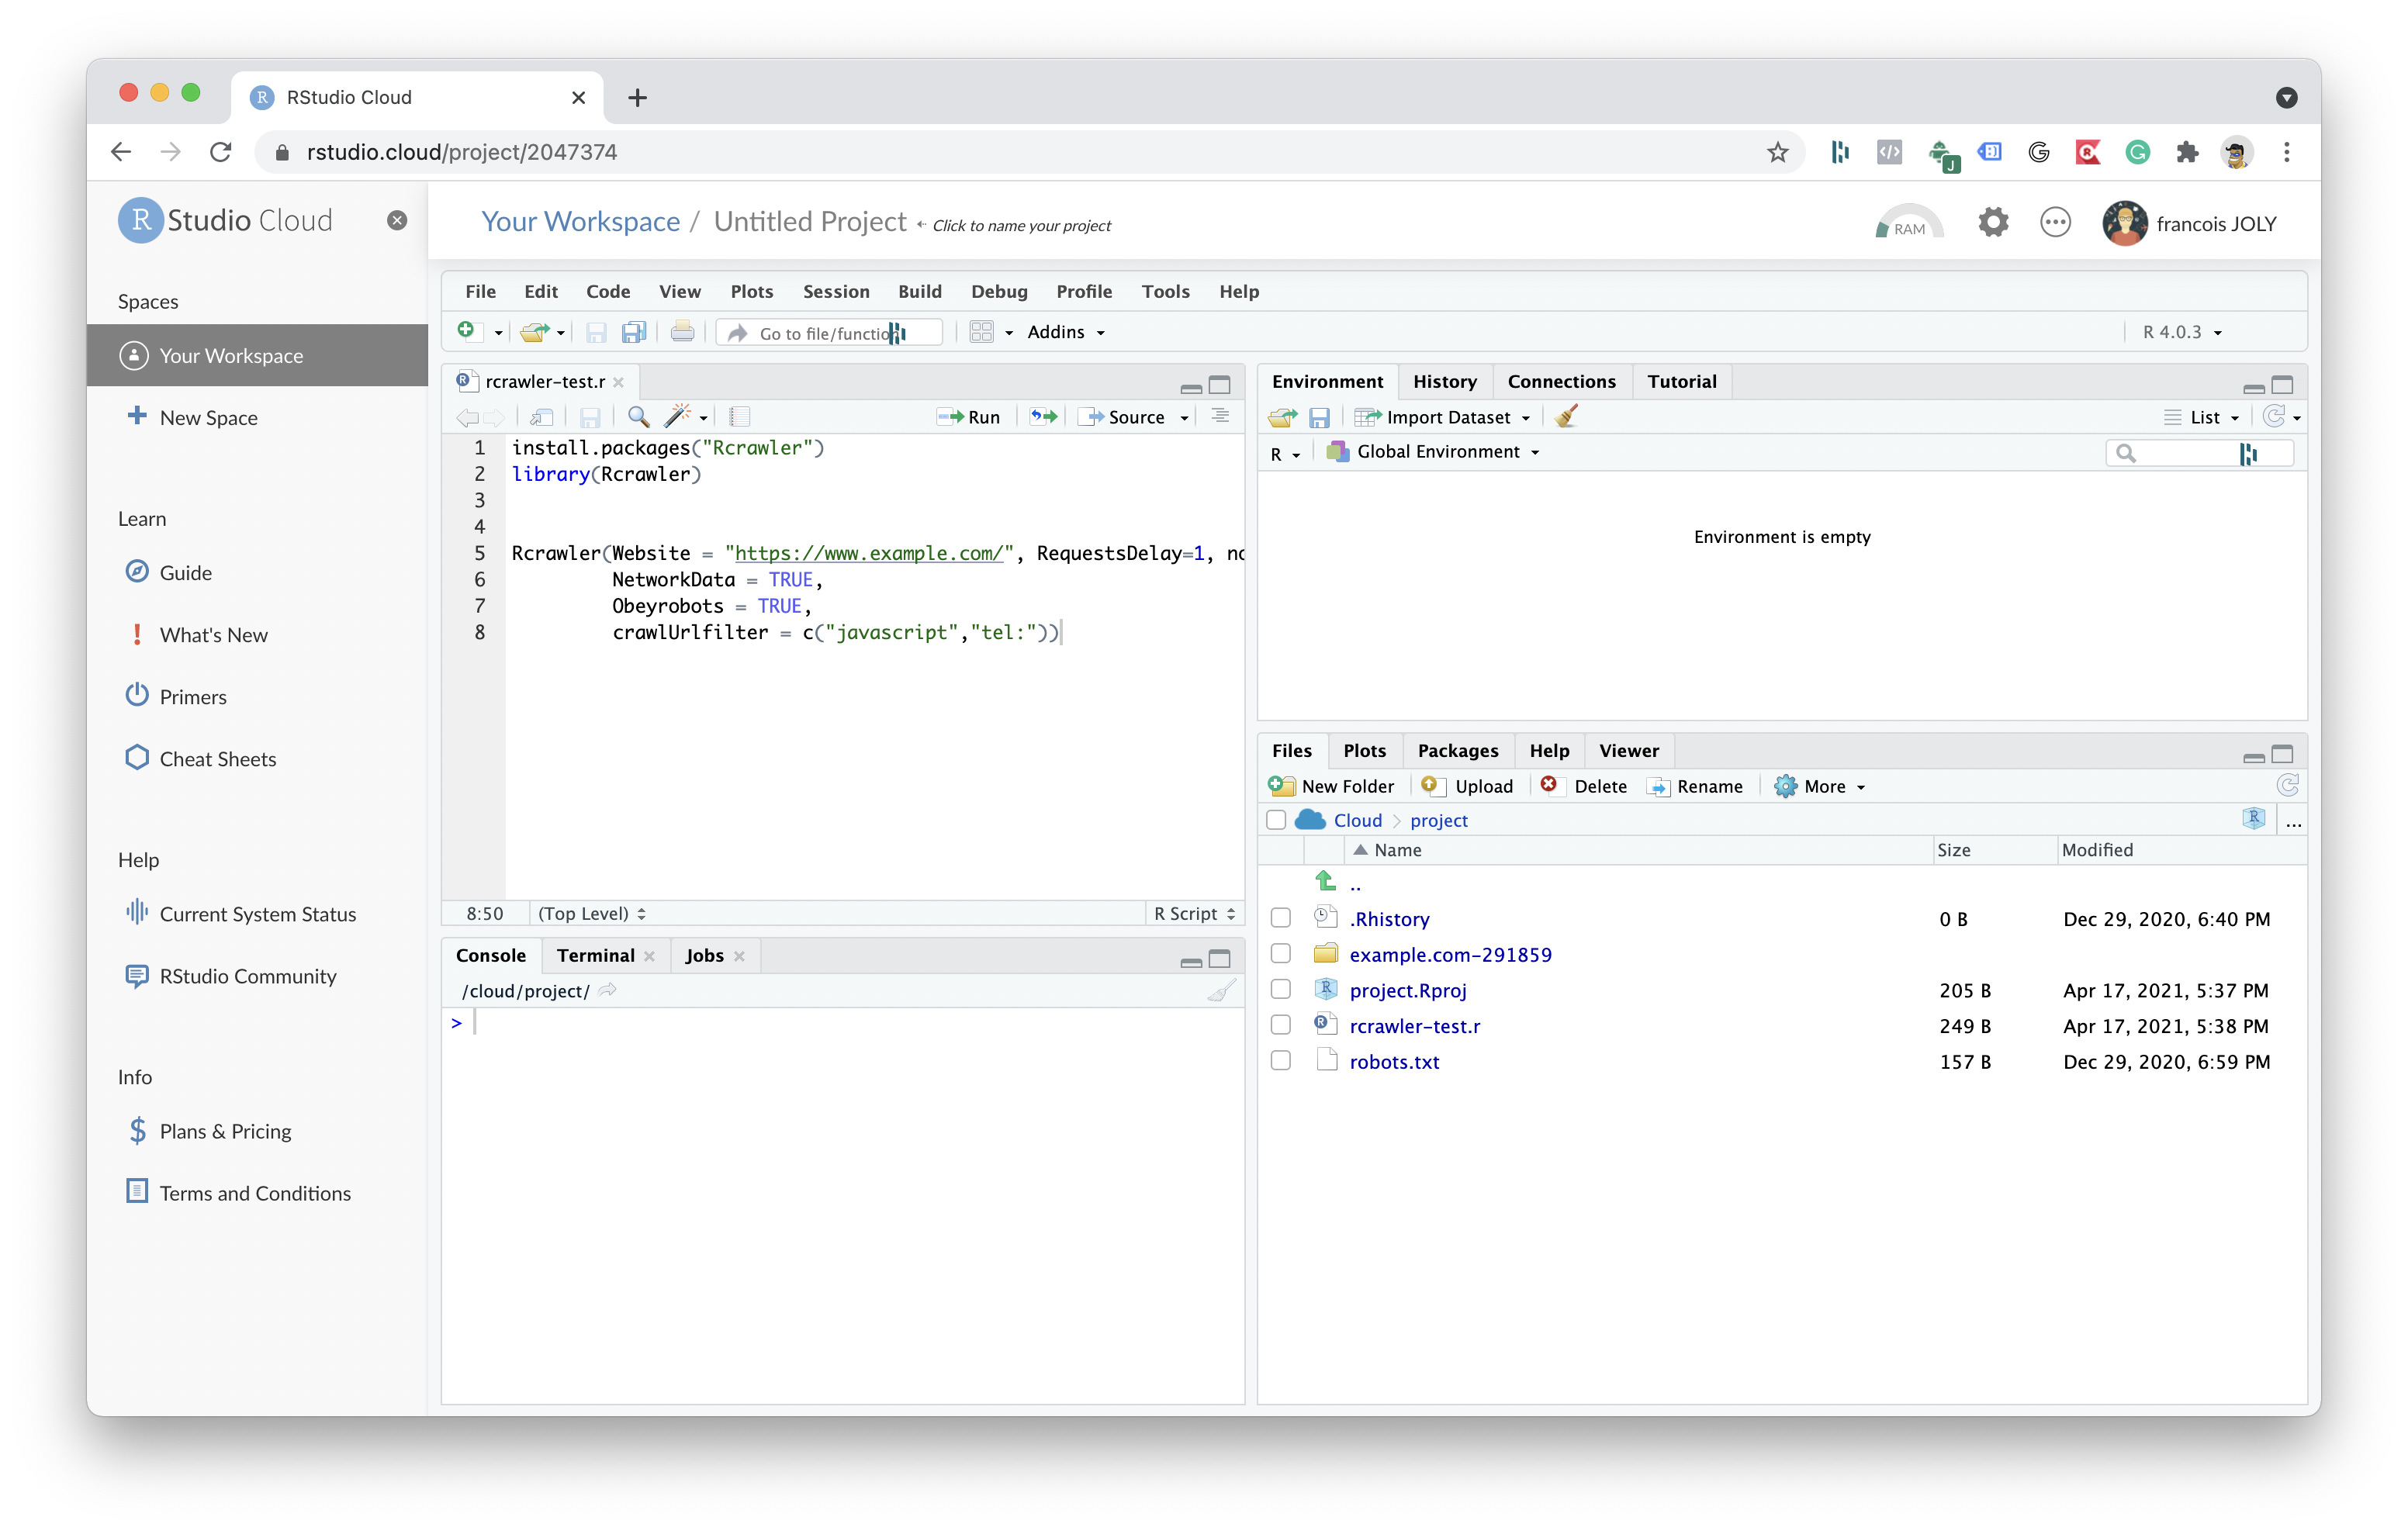 RStudio Cloud
rstudio.cloud/project/2047374
J
R Studio Cloud
Your Workspace / Untitled Project ← Click to name your project
RAM
francois JOLY
Spaces
Your Workspace
New Space
Learn
Guide
What's New
Primers
Cheat Sheets
Help
Current System Status
RStudio Community
Info
Plans & Pricing
Terms and Conditions
File Edit Code View Plots Session Build Debug Profile Tools Help
Go to file/functio
Addins
R 4.0.3
rcrawler-test.r
Run
Source
1 install.packages("Rcrawler")
2 library(Rcrawler)
3
4
5 Rcrawler(Website = "https://www.example.com/", RequestsDelay=1, no
6 NetworkData = TRUE,
7 Obeyrobots = TRUE,
8 crawlUrlfilter = c("javascript","tel:"))
8:50 (Top Level) R Script
Console Terminal Jobs
/cloud/project/
>
Environment History Connections Tutorial
Import Dataset
List
R Global Environment
Environment is empty
Files Plots Packages Help Viewer
New Folder Upload Delete Rename More
Cloud > project ...
Name Size Modified
..
.Rhistory 0 B Dec 29, 2020, 6:40 PM
example.com-291859
project.Rproj 205 B Apr 17, 2021, 5:37 PM
rcrawler-test.r 249 B Apr 17, 2021, 5:38 PM
robots.txt 157 B Dec 29, 2020, 6:59 PM